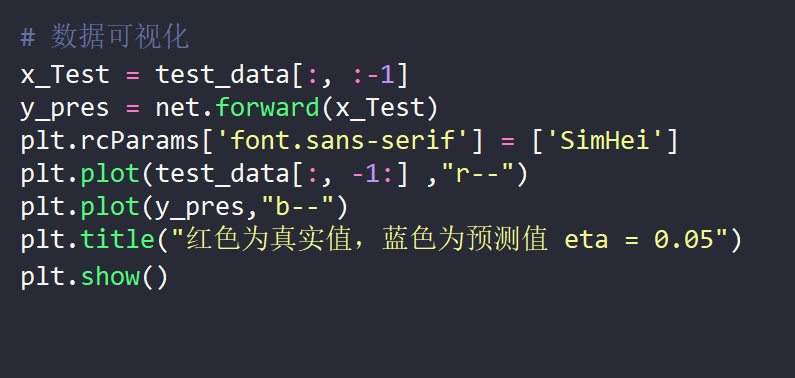 # 数据可视化
x_Test = test_data[:, :-1]
y_pres = net.forward(x_Test)
plt.rcParams['font.sans-serif'] = ['SimHei']
plt.plot(test_data[:, -1:] ,"r--")
plt.plot(y_pres,"b--")
plt.title("红色为真实值，蓝色为预测值 eta = 0.05")
plt.show()